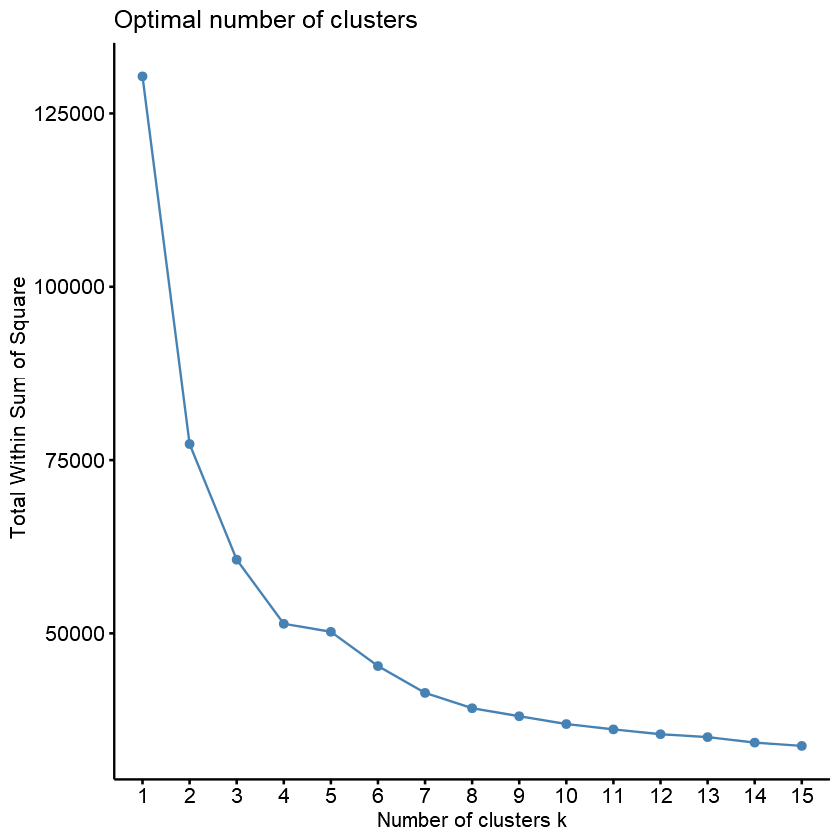 Optimal number of clusters
Total Within Sum of Square
125000
100000
75000
50000
1 2 3 4 5 6 7 8 9 10 11 12 13 14 15
Number of clusters k